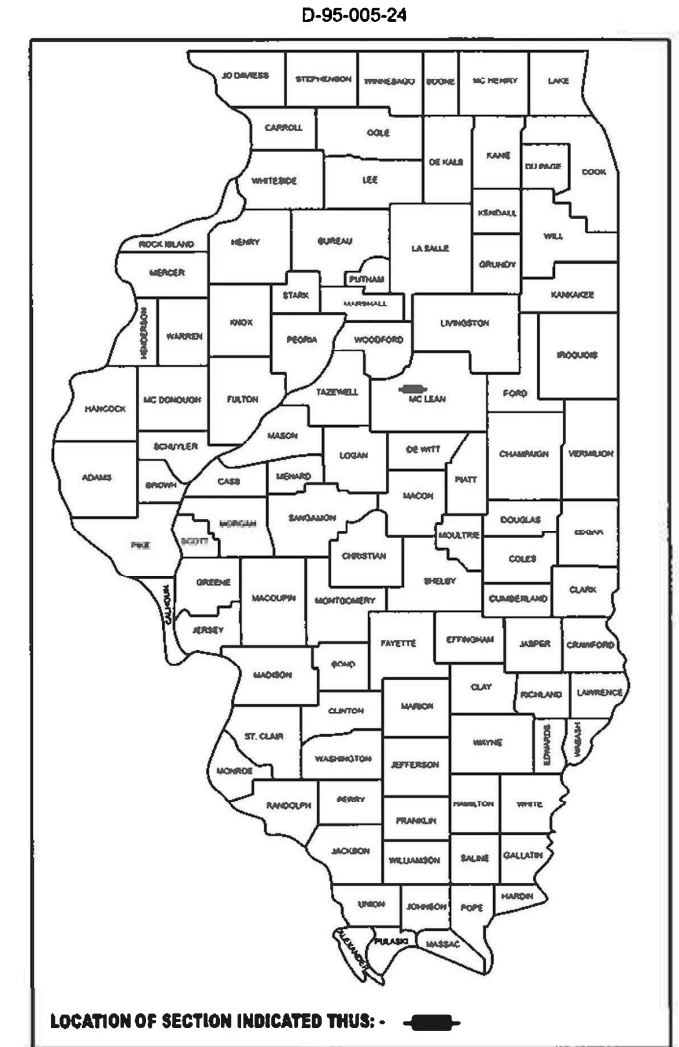 D-95-005-24
JO DAVIESS STEPHENSON WINNEBAGO BOONE MC HENRY LAKE
CARROLL OGLE DE KALB KANE DU PAGE COOK
WHITESIDE LEE
KENDALL
ROCK ISLAND HENRY BUREAU LA SALLE GRUNDY WILL
MERCER PUTNAM
STARK MARSHALL KANKAKEE
HENDERSON WARREN KNOX PEORIA WOODFORD LIVINGSTON IROQUOIS
HANCOCK MC DONOUGH FULTON TAZEWELL MC LEAN FORD
SCHUYLER MASON LOGAN DE WITT CHAMPAIGN VERMILION
ADAMS BROWN CASS MENARD MACON PIATT
PIKE SCOTT MORGAN SANGAMON CHRISTIAN MOULTRIE DOUGLAS EDGAR
COLES
CALHOUN GREENE MACOUPIN MONTGOMERY SHELBY CUMBERLAND CLARK
JERSEY FAYETTE EFFINGHAM JASPER CRAWFORD
MADISON BOND
CLAY RICHLAND LAWRENCE
CLINTON MARION
ST. CLAIR WASHINGTON JEFFERSON WAYNE EDWARDS WABASH
MONROE
RANDOLPH PERRY FRANKLIN HAMILTON WHITE
JACKSON WILLIAMSON SALINE GALLATIN
UNION JOHNSON POPE HARDIN
ALEXANDER PULASKI MASSAC
LOCATION OF SECTION INDICATED THUS: -